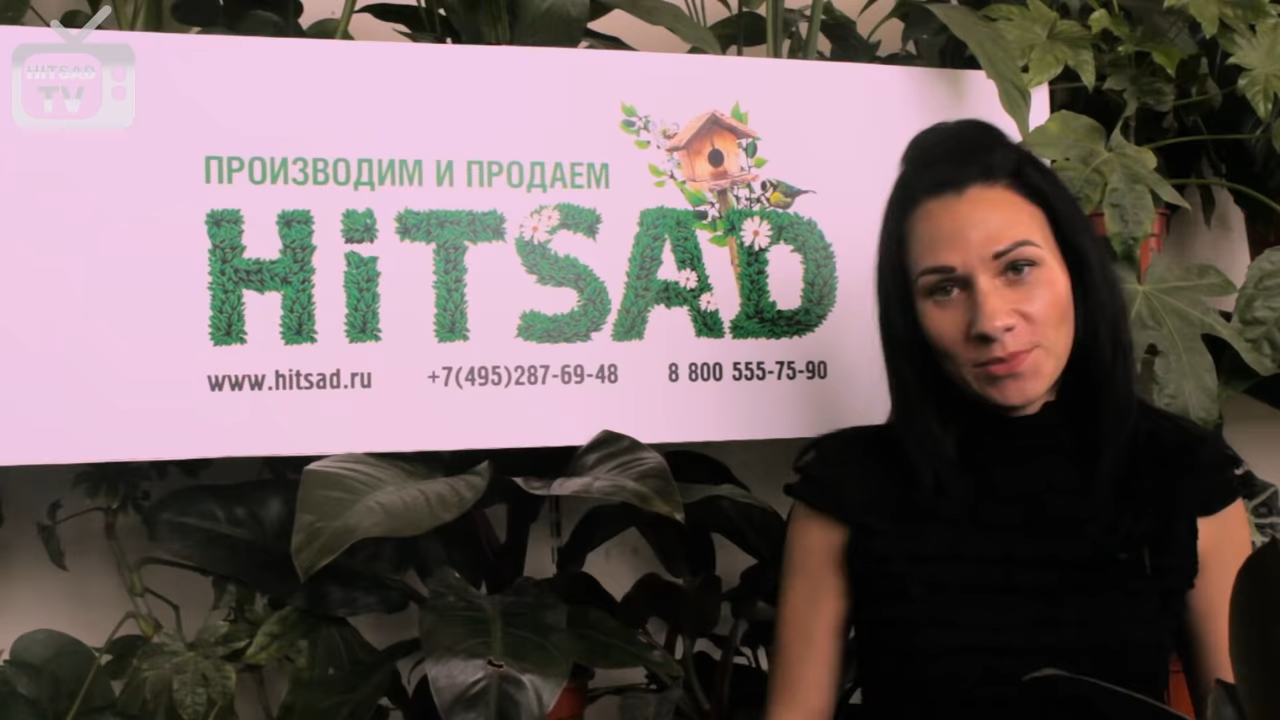 HITSAD
TV
ПРОИЗВОДИМ И ПРОДАЕМ
HiTSAD
www.hitsad.ru +7(495)287-69-48 8 800 555-75-90